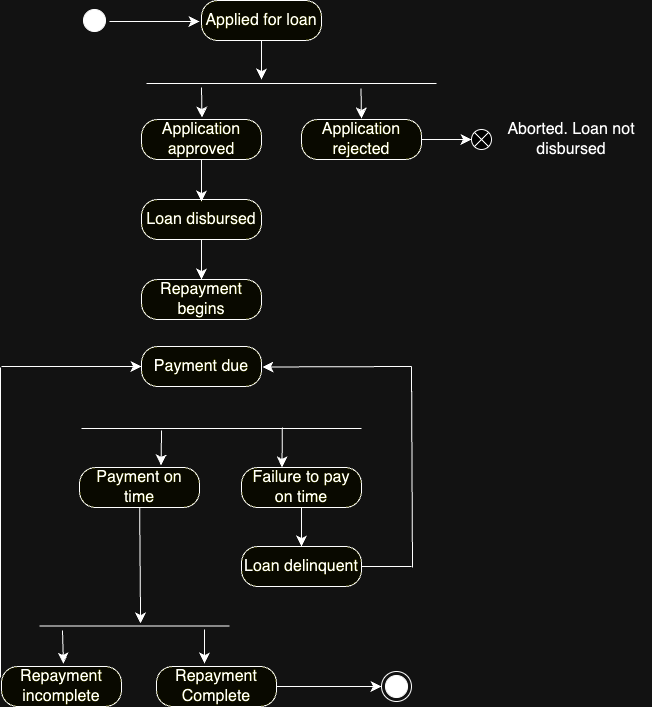 Applied for loan
Application
approved
Application
rejected
Aborted. Loan not
disbursed
Loan disbursed
Repayment
begins
Payment due
Payment on
time
Failure to pay
on time
Loan delinquent
Repayment
incomplete
Repayment
Complete